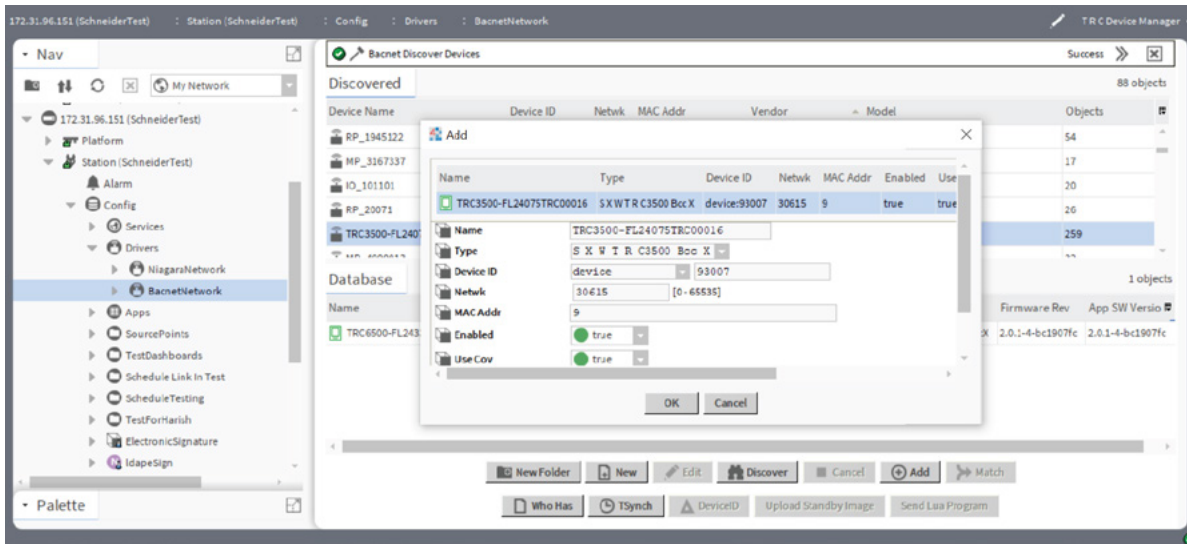 172.31.96.151 (SchneiderTest) : Station (SchneiderTest) : Config : Drivers : BacnetNetwork T R C Device Manager
Nav
My Network
172.31.96.151 (SchneiderTest)
Platform
Station (SchneiderTest)
Alarm
Config
Services
Drivers
NiagaraNetwork
BacnetNetwork
Apps
SourcePoints
TestDashboards
Schedule Link In Test
ScheduleTesting
TestForHarish
ElectronicSignature
ldapeSign
Palette
Bacnet Discover Devices Success
Discovered 88 objects
Device Name Device ID Netwk MAC Addr Vendor Model Objects
RP_1945122 54
MP_3167337 17
IO_101101 20
RP_20071 26
TRC3500-FL240 259
Database 1 objects
Name Firmware Rev App SW Versio
TRC6500-FL243 2.0.1-4-bc1907fc 2.0.1-4-bc1907fc
Add
Name Type Device ID Netwk MAC Addr Enabled Use
TRC3500-FL24075TRC00016 S X W T R C3500 Bcc X device:93007 30615 9 true true
Name TRC3500-FL24075TRC00016
Type S X W T R C3500 Bcc X
Device ID device 93007
Netwk 30615 [0-65535]
MAC Addr 9
Enabled true
Use Cov true
OK Cancel
New Folder New Edit Discover Cancel Add Match
Who Has TSynch DeviceID Upload Standby Image Send Lua Program